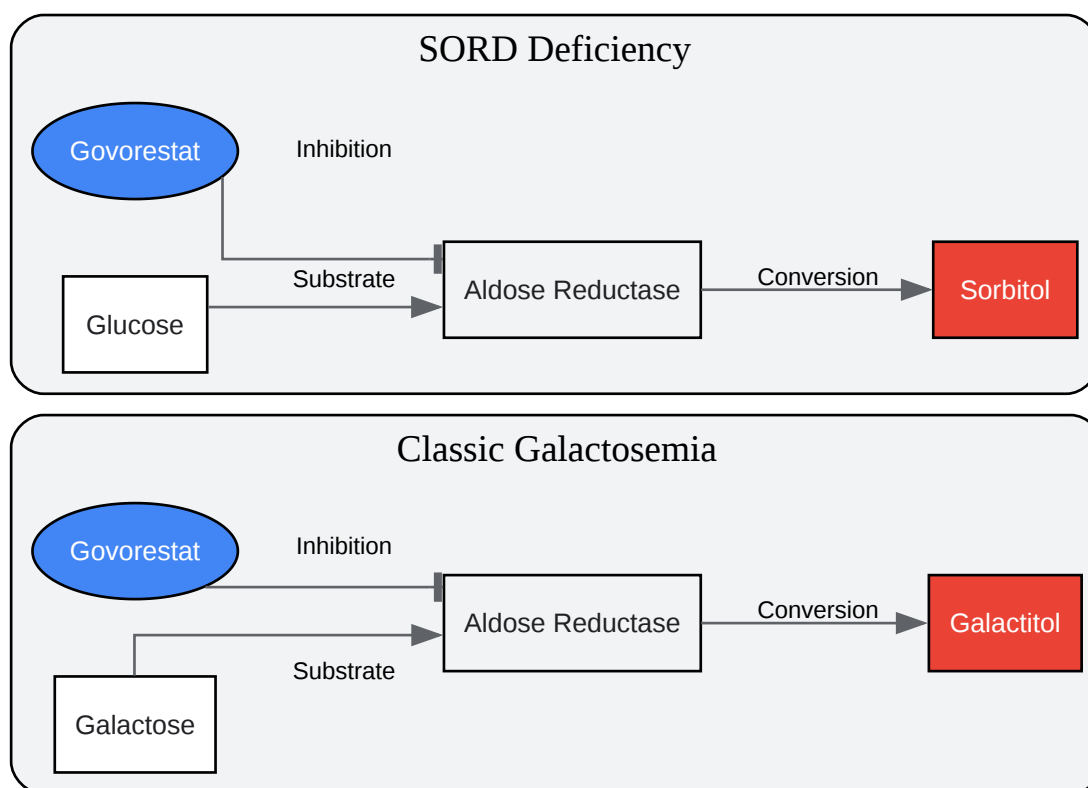 SORD Deficiency
Govorestat
Inhibition
Substrate
Glucose
Aldose Reductase
Conversion
Sorbitol
Classic Galactosemia
Govorestat
Inhibition
Substrate
Galactose
Aldose Reductase
Conversion
Galactitol